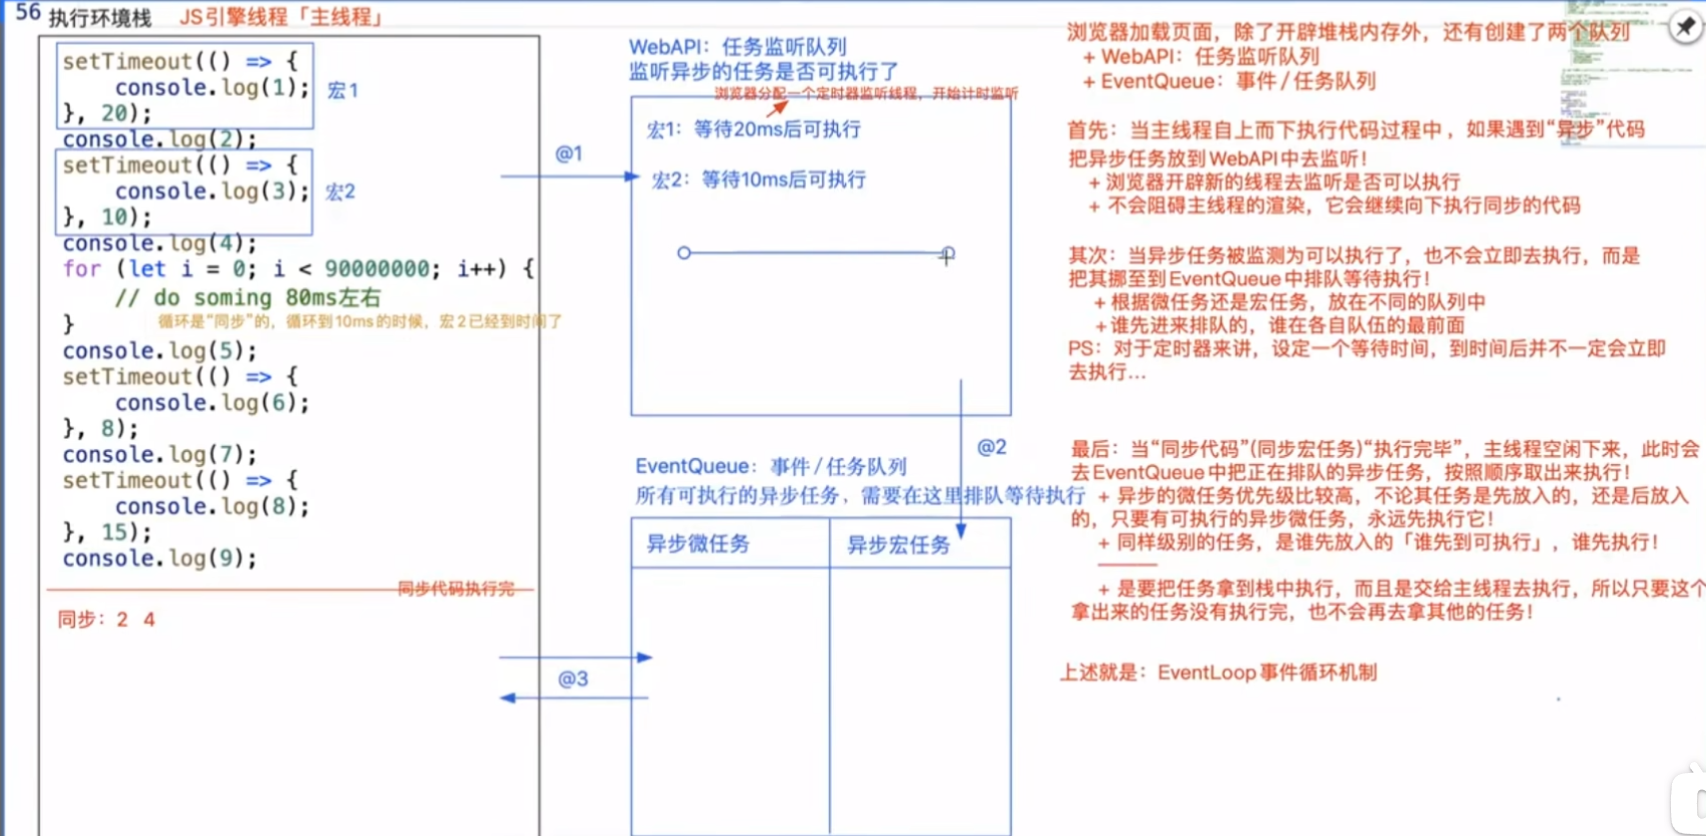 56 执行环境栈 JS引擎线程「主线程」
setTimeout(() => {
console.log(1);
}, 20);
宏1
console.log(2);
setTimeout(() => {
console.log(3);
}, 10);
宏2
console.log(4);
for (let i = 0; i < 90000000; i++) {
// do soming 80ms左右
}
循环是“同步”的，循环到10ms的时候，宏2已经到时间了
console.log(5);
setTimeout(() => {
console.log(6);
}, 8);
console.log(7);
setTimeout(() => {
console.log(8);
}, 15);
console.log(9);
同步代码执行完
同步：2 4
@1
WebAPI：任务监听队列
监听异步的任务是否可执行了
浏览器分配一个定时器监听线程，开始计时监听
宏1：等待20ms后可执行
宏2：等待10ms后可执行
@2
EventQueue：事件/任务队列
所有可执行的异步任务，需要在这里排队等待执行
异步微任务
异步宏任务
@3
浏览器加载页面，除了开辟堆栈内存外，还有创建了两个队列
+ WebAPI：任务监听队列
+ EventQueue：事件/任务队列
首先：当主线程自上而下执行代码过程中，如果遇到“异步”代码
把异步任务放到WebAPI中去监听！
+ 浏览器开辟新的线程去监听是否可以执行
+ 不会阻碍主线程的渲染，它会继续向下执行同步的代码
其次：当异步任务被监测为可以执行了，也不会立即去执行，而是
把其挪至到EventQueue中排队等待执行！
+ 根据微任务还是宏任务，放在不同的队列中
+谁先进来排队的，谁在各自队伍的最前面
PS：对于定时器来讲，设定一个等待时间，到时间后并不一定会立即
去执行...
最后：当“同步代码”(同步宏任务)“执行完毕”，主线程空闲下来，此时会
去EventQueue中把正在排队的异步任务，按照顺序取出来执行！
+ 异步的微任务优先级比较高，不论其任务是先放入的，还是后放入
的，只要有可执行的异步微任务，永远先执行它！
+ 同样级别的任务，是谁先放入的「谁先到可执行」，谁先执行！
+ 是要把任务拿到栈中执行，而且是交给主线程去执行，所以只要这个
拿出来的任务没有执行完，也不会再去拿其他的任务！
上述就是：EventLoop事件循环机制